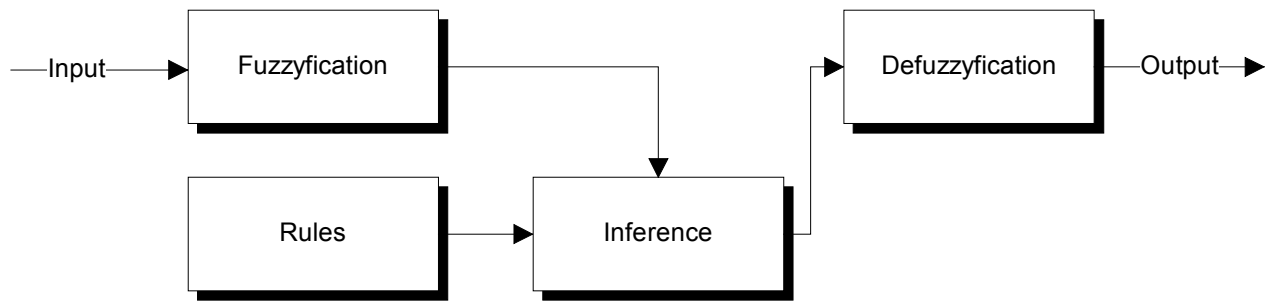 Input
Fuzzyfication
Defuzzyfication
Output
Rules
Inference